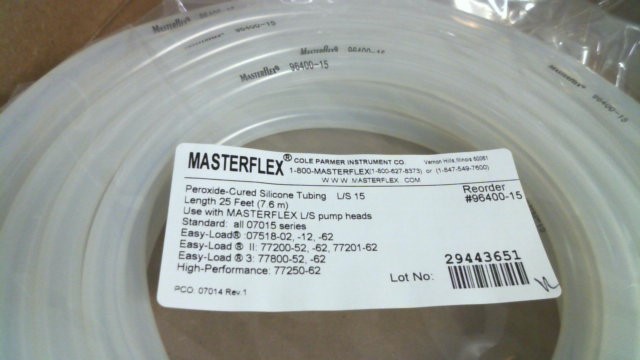 MASTERFLEX 96400-15
MASTERFLEX 96400-15
MASTERFLEX® COLE PARMER INSTRUMENT CO. Vernon Hills, Illinois 60061
1-800-MASTERFLEX(1-800-627-8373) or (1-847-549-7600)
WWW.MASTERFLEX.COM
Peroxide-Cured Silicone Tubing L/S 15
Reorder
#96400-15
Length 25 Feet (7.6 m)
Use with MASTERFLEX L/S pump heads
Standard: all 07015 series
Easy-Load® :07518-02, -12, -62
Easy-Load ® II: 77200-52, -62, 77201-62
Easy-Load ® 3: 77800-52, -62
High-Performance: 77250-62
Lot No: 29443651
PCO. 07014 Rev.1